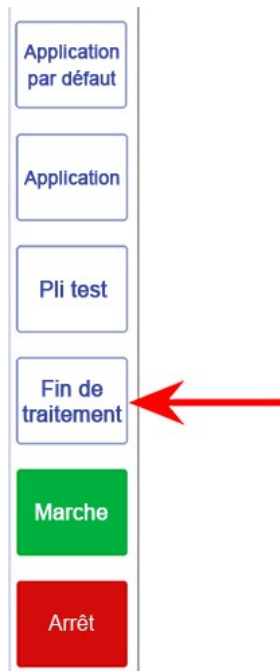 Application
par défaut
Application
Pli test
Fin de
traitement
Marche
Arrêt